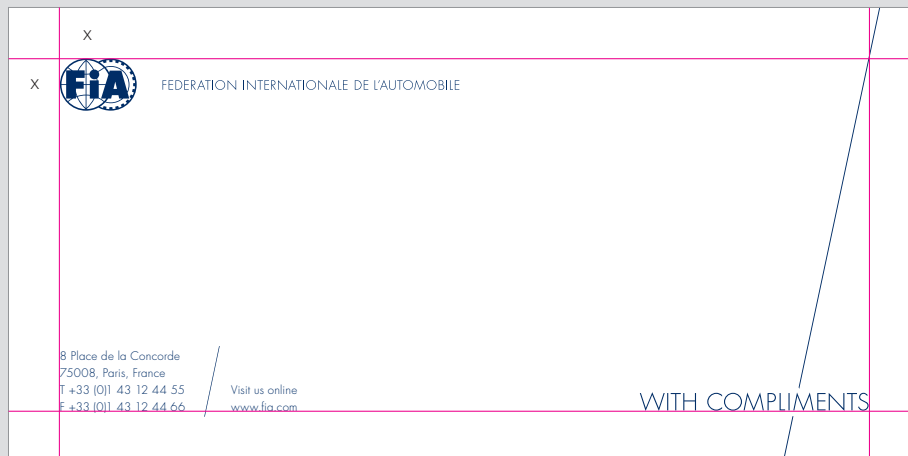 X
X
FiA
FEDERATION INTERNATIONALE DE L'AUTOMOBILE
8 Place de la Concorde
75008, Paris, France
T +33 (0)1 43 12 44 55
F +33 (0)1 43 12 44 66
Visit us online
www.fia.com
WITH COMPLIMENTS